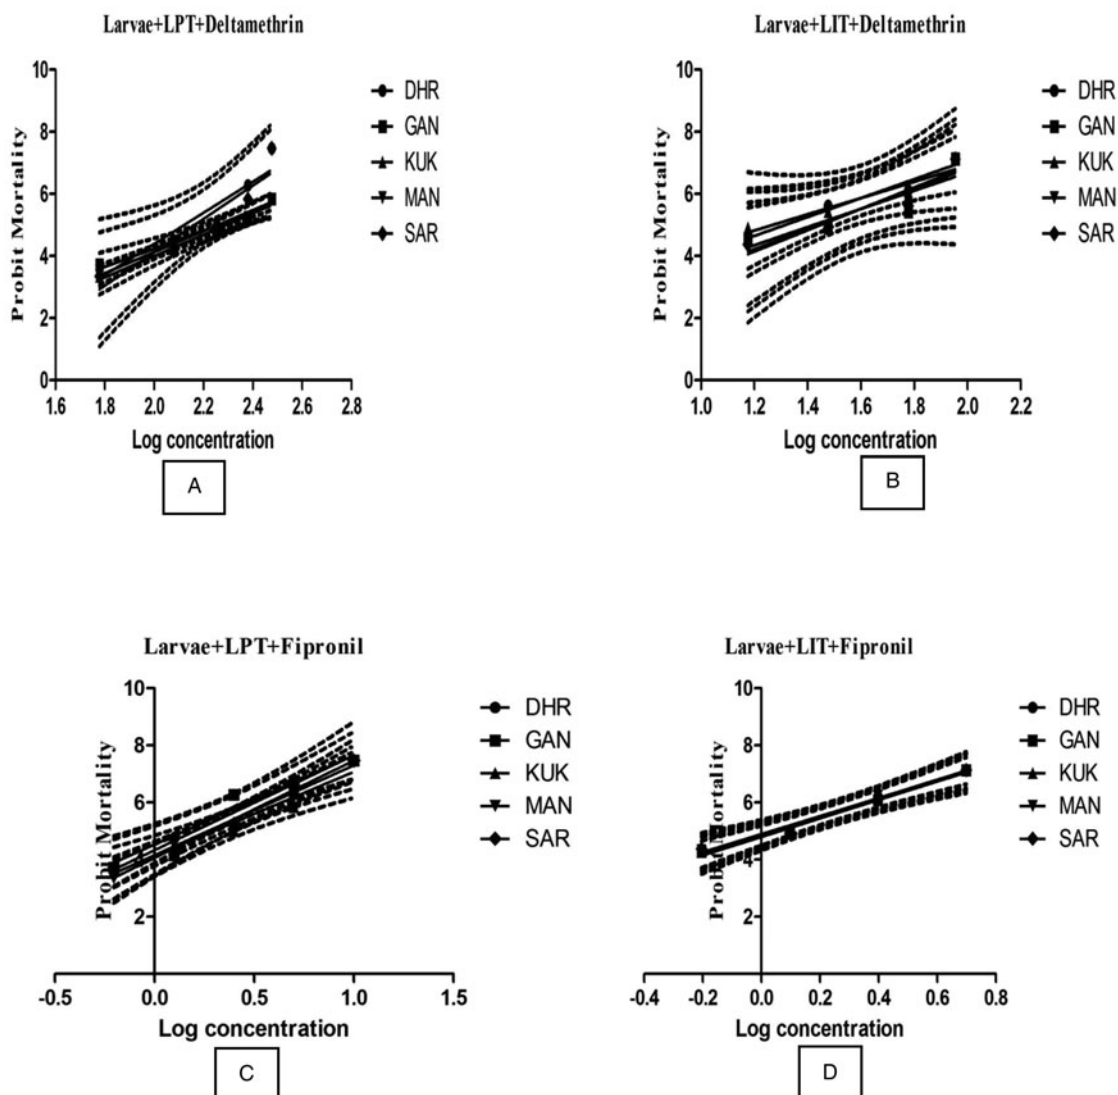 Larvae+LPT+Deltamethrin
Probit Mortality
10
8
6
4
2
0
1.6 1.8 2.0 2.2 2.4 2.6 2.8
Log concentration
DHR
GAN
KUK
MAN
SAR
A
Larvae+LIT+Deltamethrin
Probit Mortality
10
8
6
4
2
0
1.0 1.2 1.4 1.6 1.8 2.0 2.2
Log concentration
DHR
GAN
KUK
MAN
SAR
B
Larvae+LPT+Fipronil
Probit Mortality
10
8
6
2
-0.5 0.0 0.5 1.0 1.5
Log concentration
DHR
GAN
KUK
MAN
SAR
C
Larvae+LIT+Fipronil
Probit Mortality
10
8
6
4
2
-0.4 -0.2 0.0 0.2 0.4 0.6 0.8
Log concentration
DHR
GAN
KUK
MAN
SAR
D